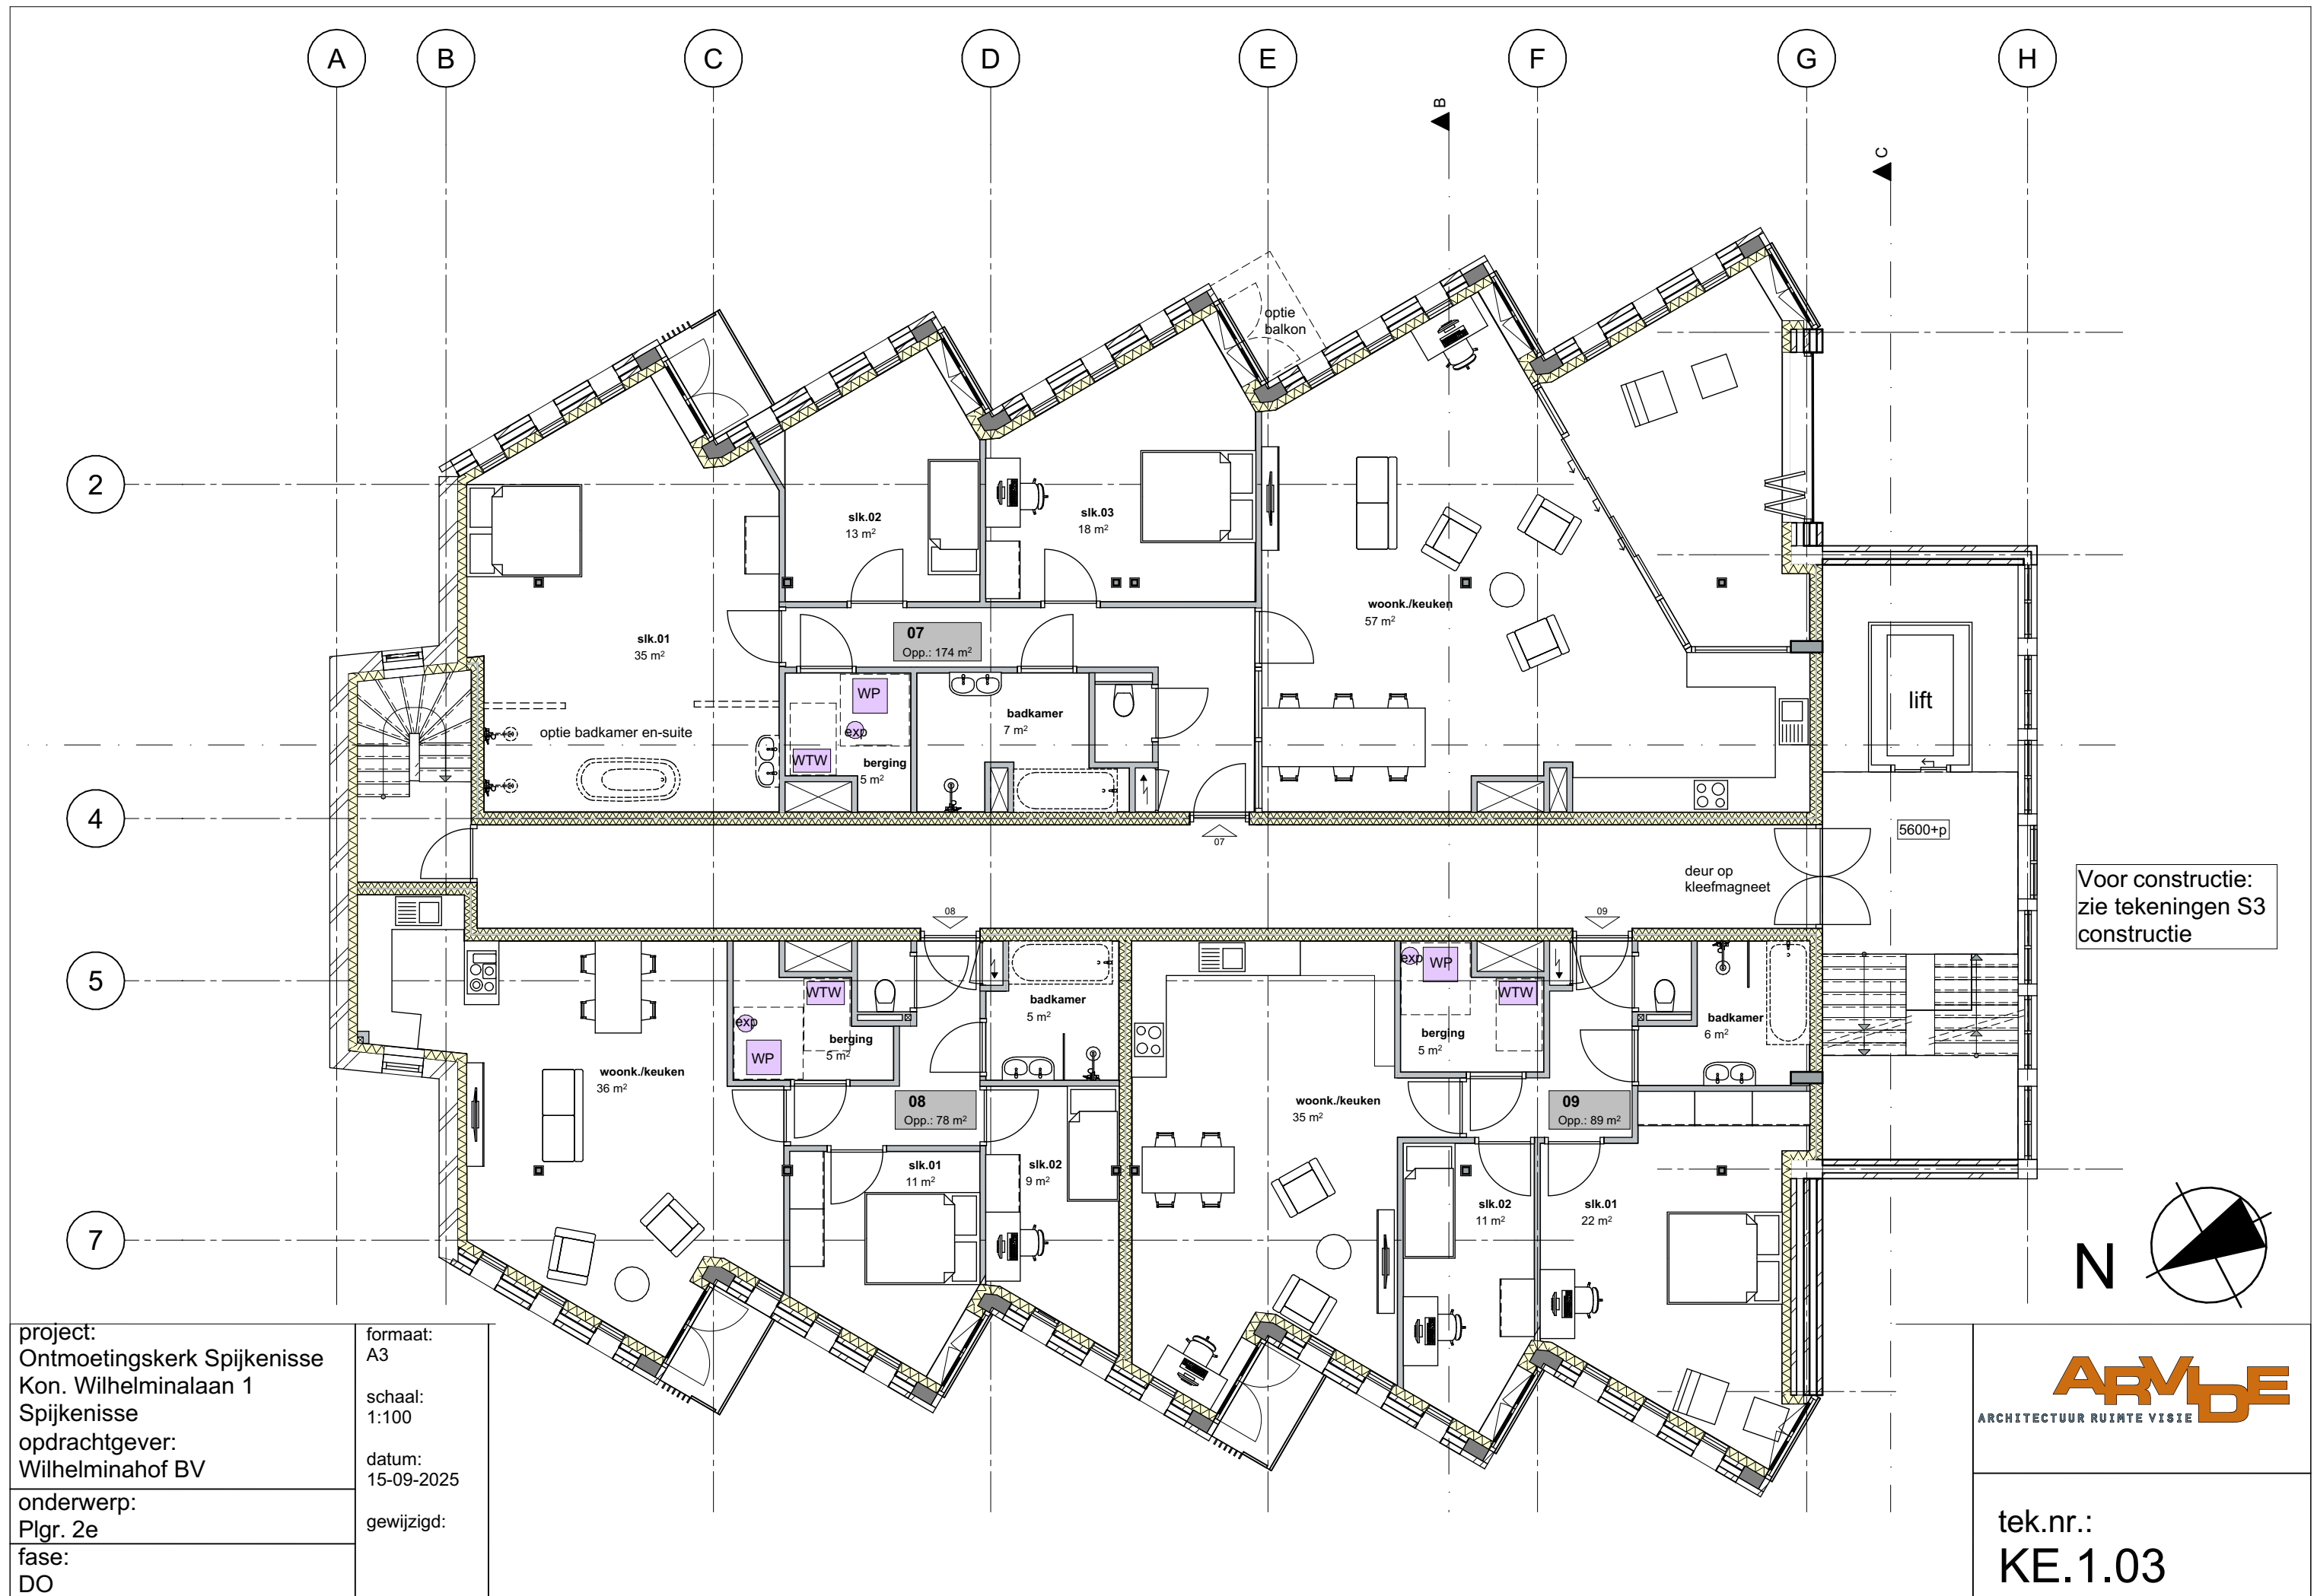 A
B
C
D
E
F
G
H
B
C
2
4
5
7
optie
balkon
slk.02
13 m²
slk.03
18 m²
woonk./keuken
57 m²
slk.01
35 m²
07
Opp.: 174 m²
WP
exp
WTW
berging
5 m²
badkamer
7 m²
optie badkamer en-suite
lift
07
5600+p
deur op
kleefmagneet
Voor constructie:
zie tekeningen S3
constructie
08
09
WTW
exp
WP
berging
5 m²
badkamer
5 m²
woonk./keuken
36 m²
08
Opp.: 78 m²
slk.01
11 m²
slk.02
9 m²
exp
WP
WTW
berging
5 m²
badkamer
6 m²
woonk./keuken
35 m²
09
Opp.: 89 m²
slk.02
11 m²
slk.01
22 m²
N
project:
Ontmoetingskerk Spijkenisse
Kon. Wilhelminalaan 1
Spijkenisse
opdrachtgever:
Wilhelminahof BV
onderwerp:
Plgr. 2e
fase:
DO
formaat:
A3
schaal:
1:100
datum:
15-09-2025
gewijzigd:
ARVIDE
ARCHITECTUUR RUIMTE VISIE
tek.nr.:
KE.1.03